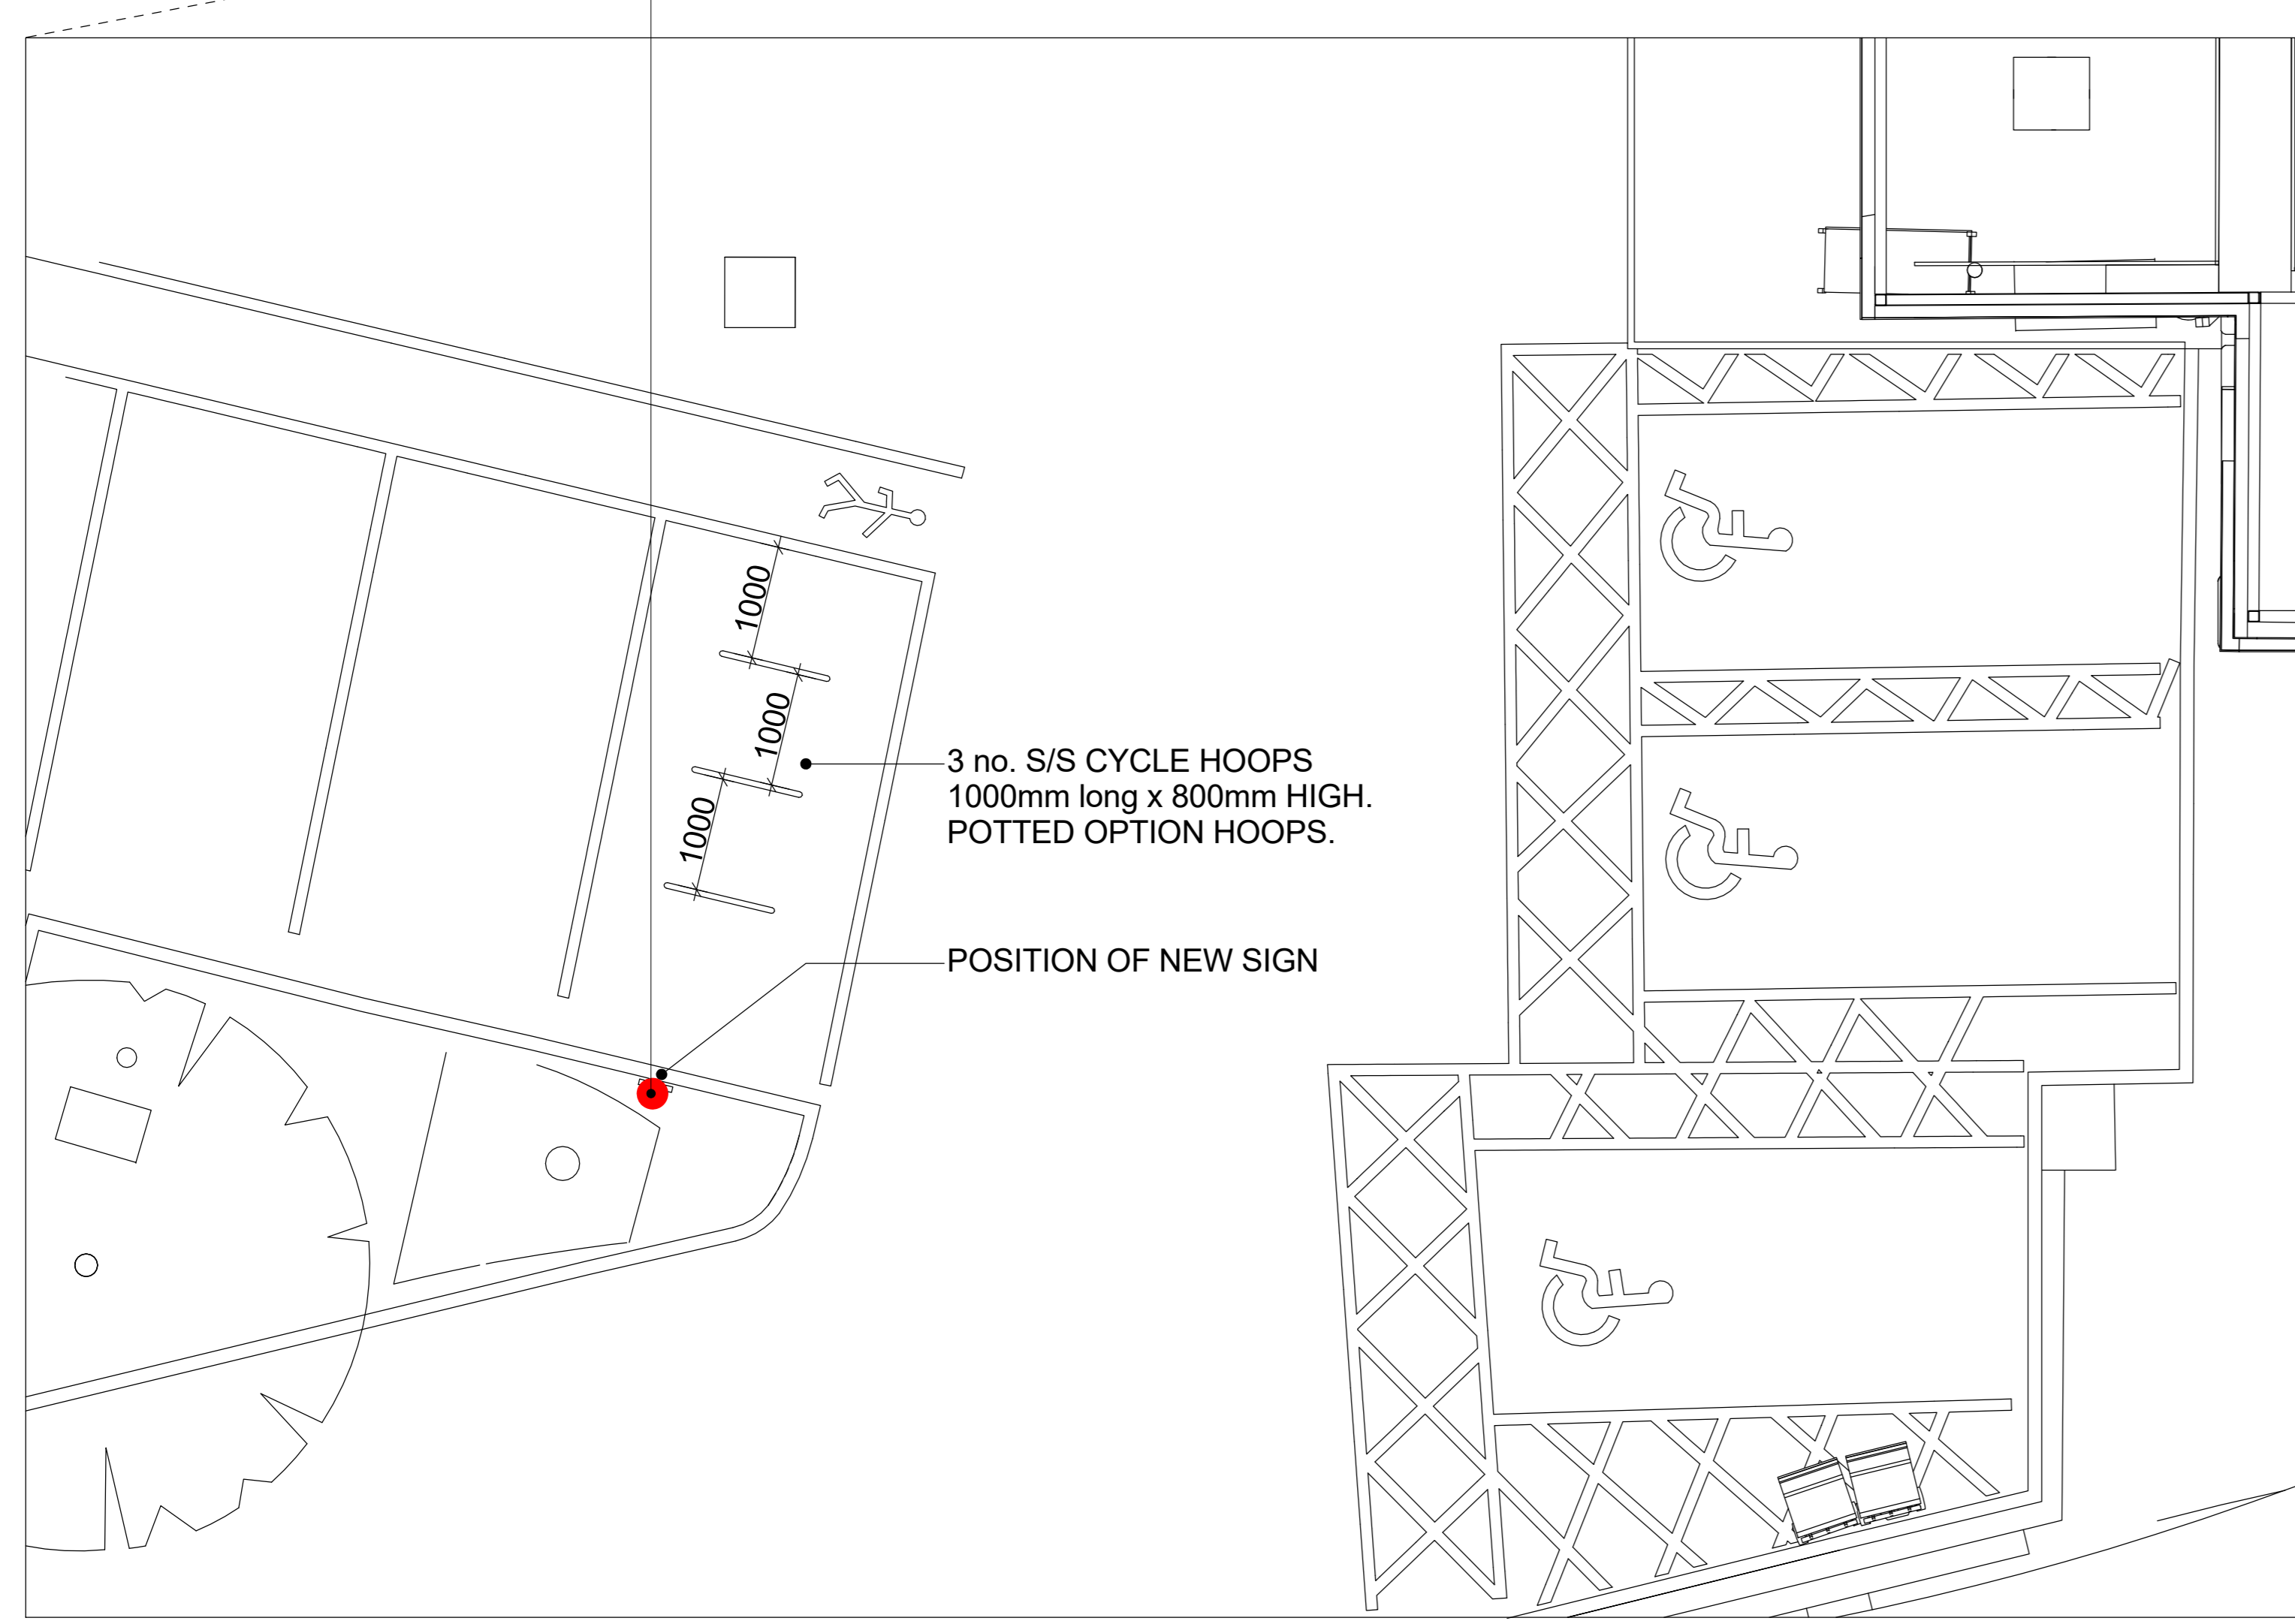 1000
1000
1000
3 no. S/S CYCLE HOOPS
1000mm long x 800mm HIGH.
POTTED OPTION HOOPS.
POSITION OF NEW SIGN